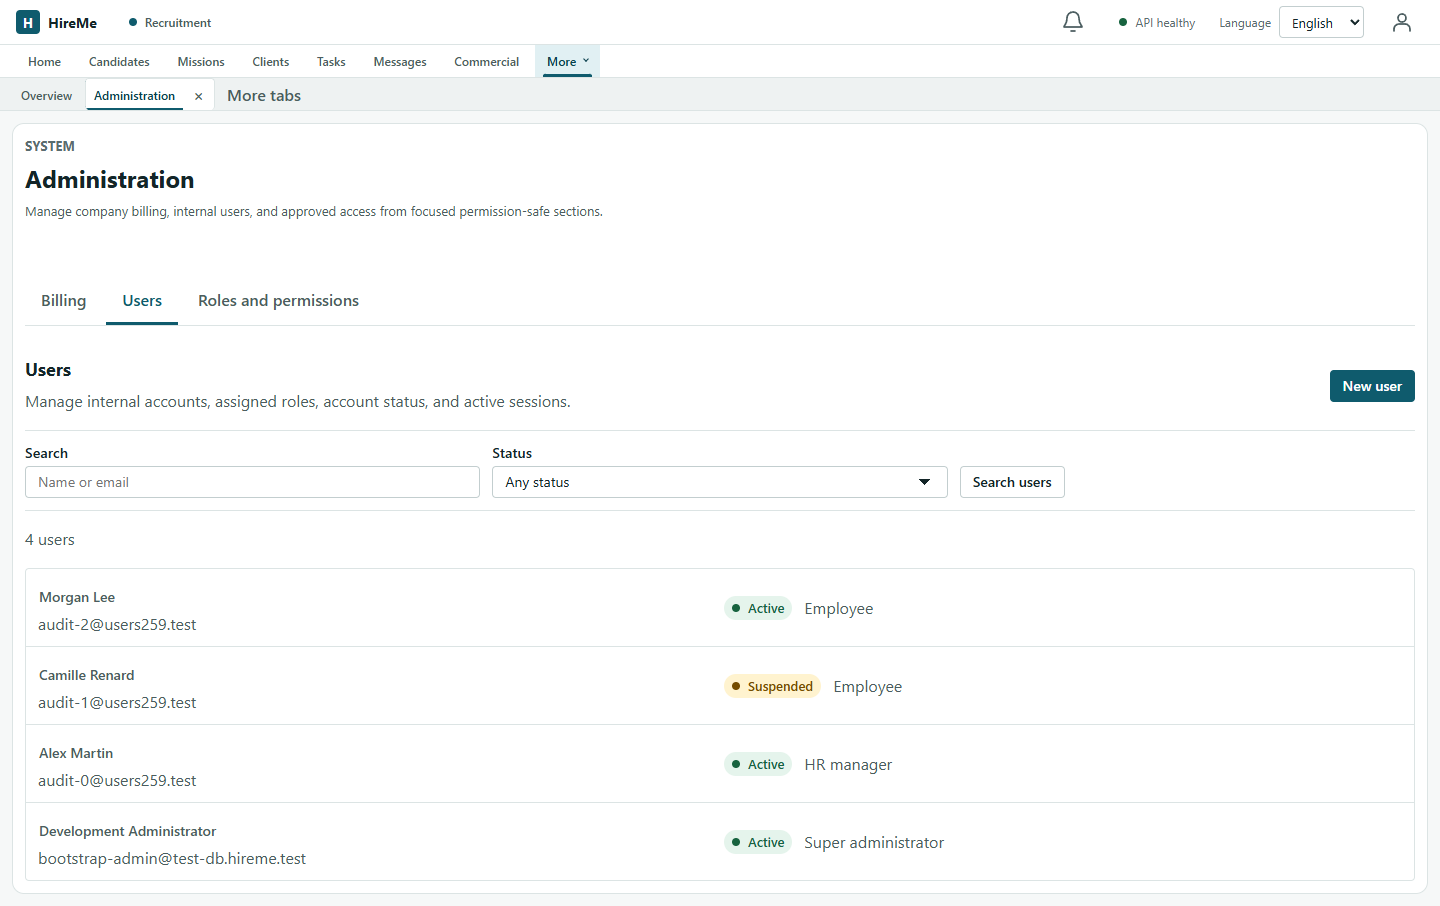 H HireMe Recruitment API healthy Language English
Home Candidates Missions Clients Tasks Messages Commercial More
Overview Administration × More tabs
SYSTEM
Administration
Manage company billing, internal users, and approved access from focused permission-safe sections.
Billing Users Roles and permissions
Users
Manage internal accounts, assigned roles, account status, and active sessions.
New user
Search Status
Name or email Any status Search users
4 users
Morgan Lee
audit-2@users259.test
Active Employee
Camille Renard
audit-1@users259.test
Suspended Employee
Alex Martin
audit-0@users259.test
Active HR manager
Development Administrator
bootstrap-admin@test-db.hireme.test
Active Super administrator